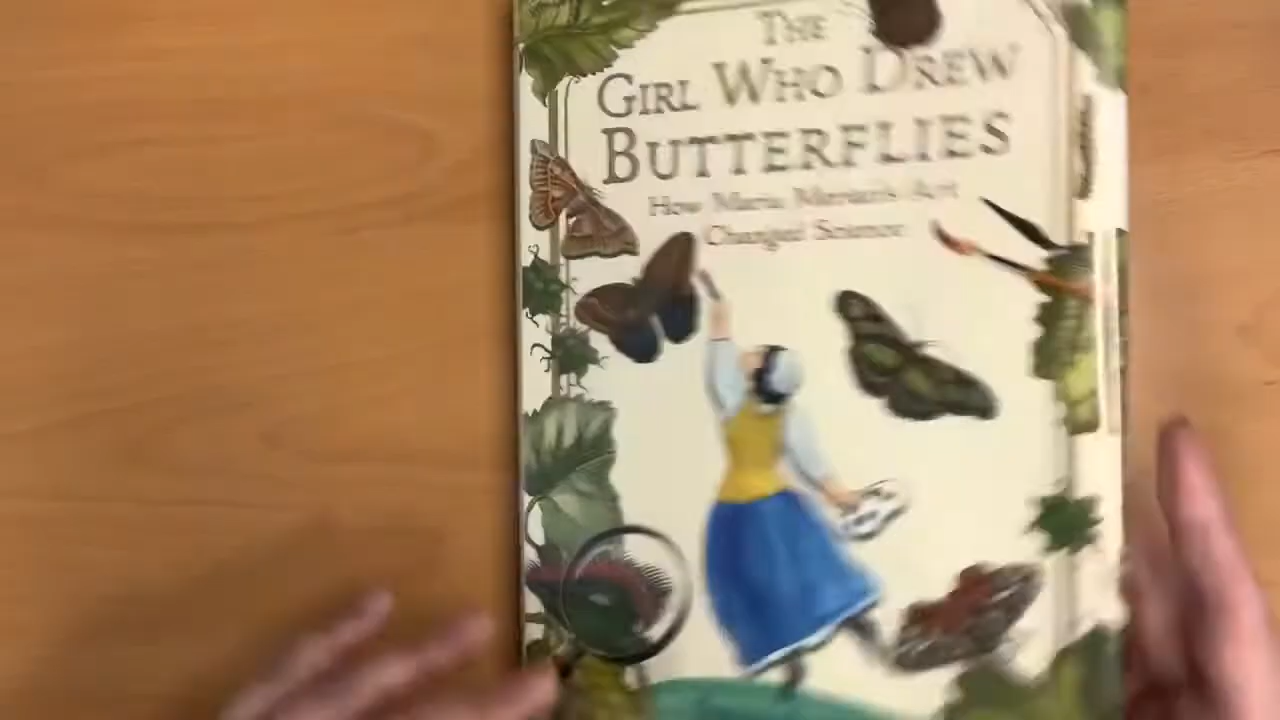 THE
GIRL WHO DREW
BUTTERFLIES
How Maria Merian's Art
Changed Science